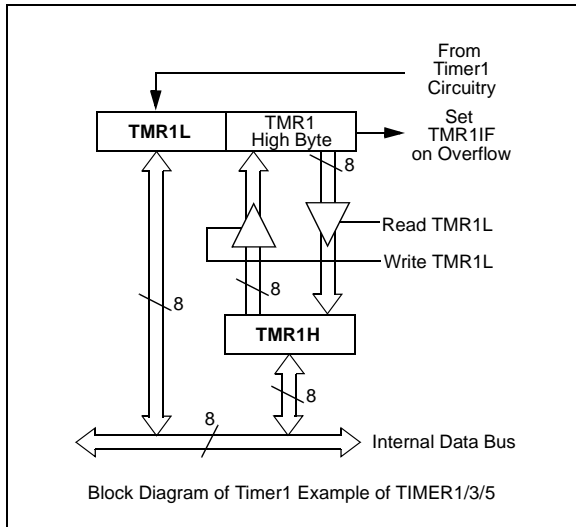 From
Timer1
Circuitry
TMR1L
TMR1
High Byte
Set
TMR1IF
on Overflow
8
Read TMR1L
Write TMR1L
8
8
TMR1H
8
8
Internal Data Bus
Block Diagram of Timer1 Example of TIMER1/3/5